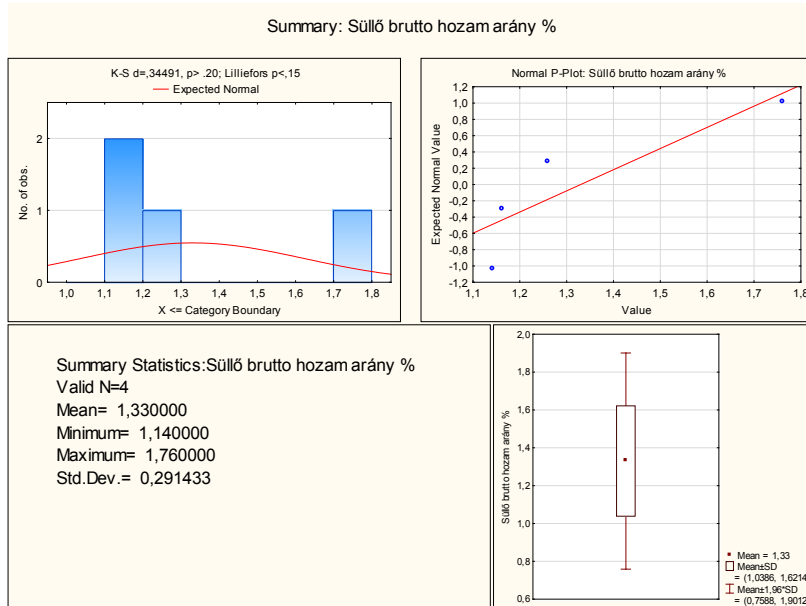 Summary: Süllő brutto hozam arány %
K-S d=,34491, p> .20; Lilliefors p<,15
Expected Normal
No. of obs.
2
1
0
1,0 1,1 1,2 1,3 1,4 1,5 1,6 1,7 1,8
X <= Category Boundary
Normal P-Plot: Süllő brutto hozam arány %
Expected Normal Value
1,2
1,0
0,8
0,6
0,4
0,2
0,0
-0,2
-0,4
-0,6
-0,8
-1,0
-1,2
1,1 1,2 1,3 1,4 1,5 1,6 1,7 1,8
Value
Summary Statistics:Süllő brutto hozam arány %
Valid N=4
Mean= 1,330000
Minimum= 1,140000
Maximum= 1,760000
Std.Dev.= 0,291433
Süllő brutto hozam arány %
2,0
1,8
1,6
1,4
1,2
1,0
0,8
0,6
Mean = 1,33
Mean±SD
= (1,0386, 1,6214
Mean±1,96*SD
= (0,7588, 1,9012